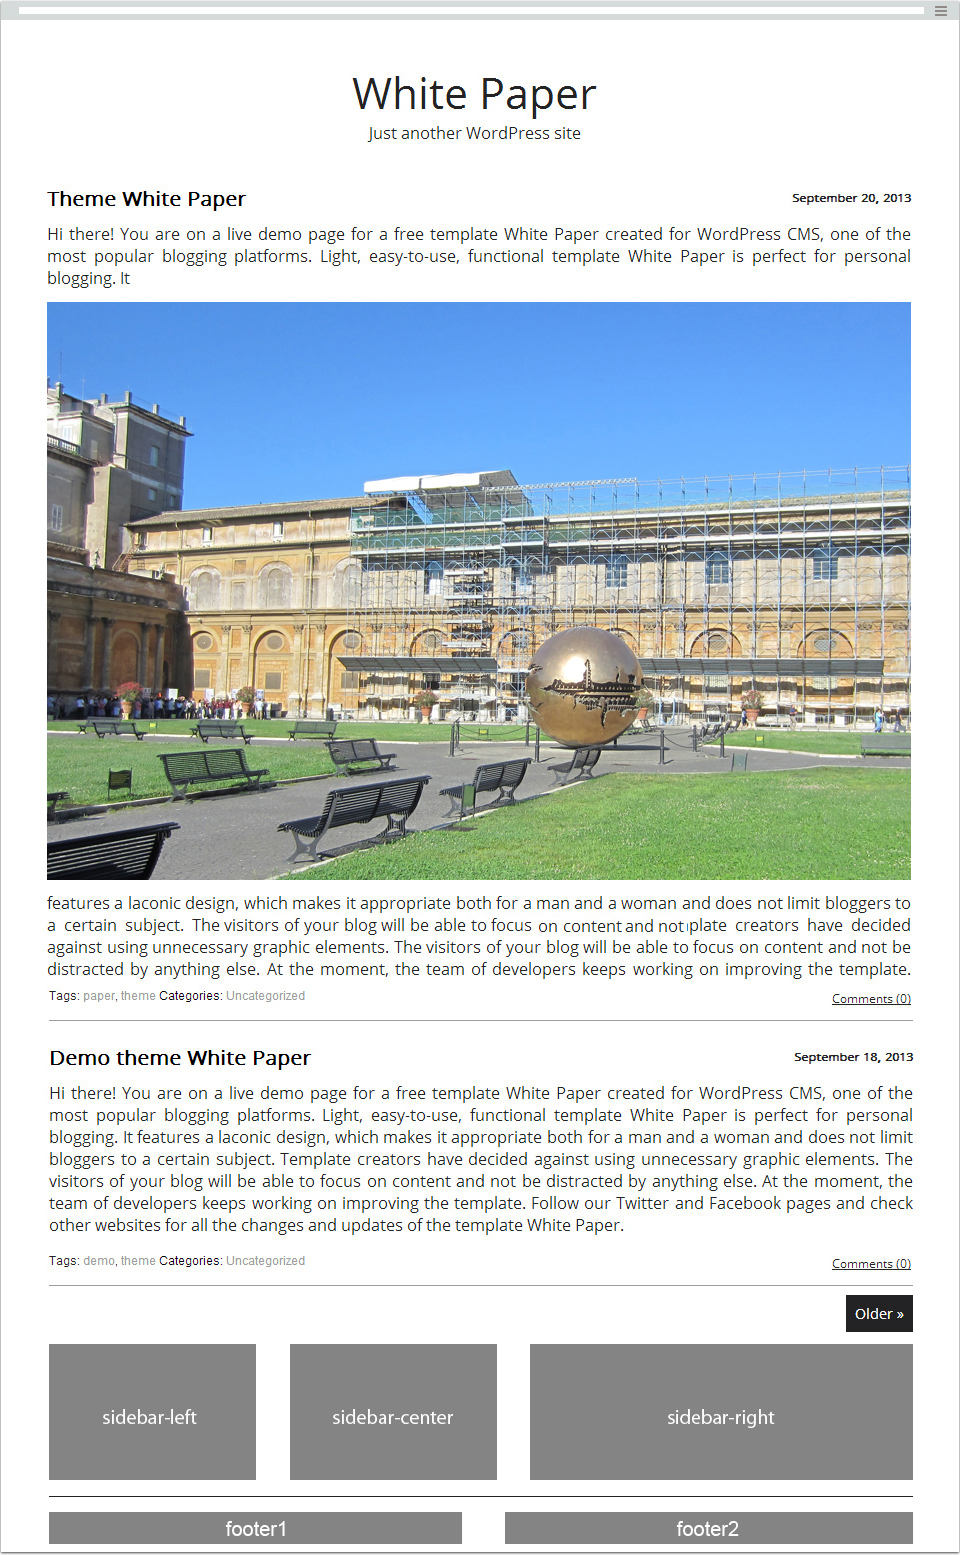 White Paper
Just another WordPress site
Theme White Paper
September 20, 2013
Hi there! You are on a live demo page for a free template White Paper created for WordPress CMS, one of the
most popular blogging platforms. Light, easy-to-use, functional template White Paper is perfect for personal
blogging. It
features a laconic design, which makes it appropriate both for a man and a woman and does not limit bloggers to
a certain subject. The visitors of your blog will be able to focus on content and not plate creators have decided
against using unnecessary graphic elements. The visitors of your blog will be able to focus on content and not be
distracted by anything else. At the moment, the team of developers keeps working on improving the template.
Tags: paper, theme Categories: Uncategorized
Comments (0)
Demo theme White Paper
September 18, 2013
Hi there! You are on a live demo page for a free template White Paper created for WordPress CMS, one of the
most popular blogging platforms. Light, easy-to-use, functional template White Paper is perfect for personal
blogging. It features a laconic design, which makes it appropriate both for a man and a woman and does not limit
bloggers to a certain subject. Template creators have decided against using unnecessary graphic elements. The
visitors of your blog will be able to focus on content and not be distracted by anything else. At the moment, the
team of developers keeps working on improving the template. Follow our Twitter and Facebook pages and check
other websites for all the changes and updates of the template White Paper.
Tags: demo, theme Categories: Uncategorized
Comments (0)
Older »
sidebar-left
sidebar-center
sidebar-right
footer1
footer2